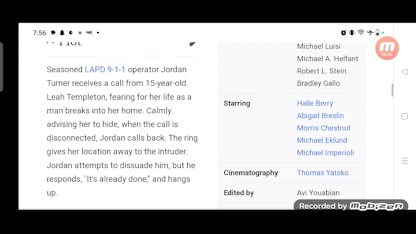 7:56
Plot
Seasoned LAPD 9-1-1 operator Jordan
Turner receives a call from 15-year-old
Leah Templeton, fearing for her life as a
man breaks into her home. Calmly
advising her to hide, when the call is
disconnected, Jordan calls back. The ring
gives her location away to the intruder.
Jordan attempts to dissuade him, but he
responds, "It's already done," and hangs
up.
Michael Luisi
Michael A. Helfant
Robert L. Stein
Bradley Gallo
Starring
Halle Berry
Abigail Breslin
Morris Chestnut
Michael Eklund
Michael Imperioli
Cinematography
Thomas Yatsko
Edited by
Avi Youabian
Recorded by Mobizen